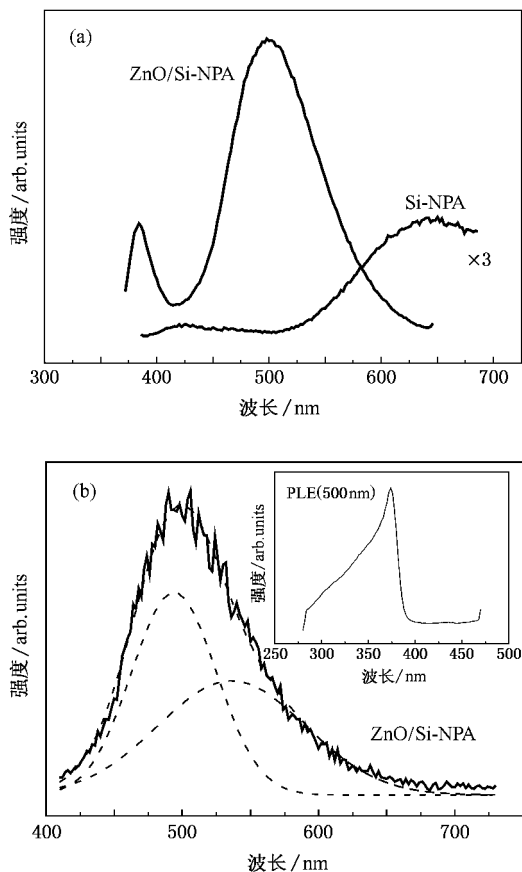 (a)
ZnO/Si-NPA
Si-NPA
×3
强度/arb.units
300 400 500 600 700
波长/nm
(b)
PLE(500nm)
强度/arb.units
250 300 350 400 450 500
波长/nm
ZnO/Si-NPA
强度/arb.units
400 500 600 700
波长/nm